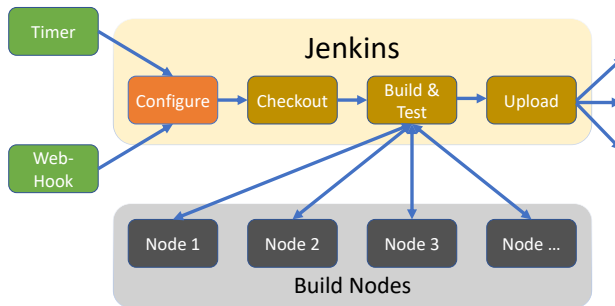 Timer
Jenkins
Configure
Checkout
Build &
Test
Upload
Web-
Hook
Node 1
Node 2
Node 3
Node ...
Build Nodes